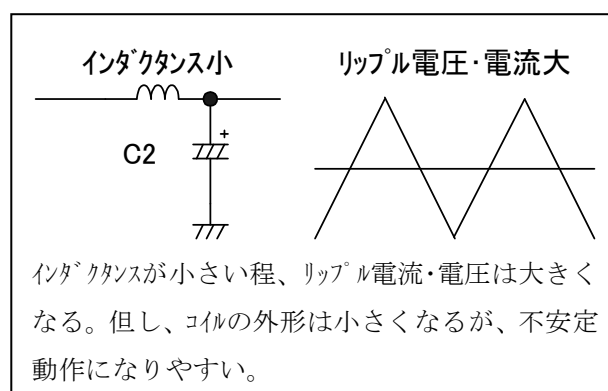 インダクタンス小
リップル電圧･電流大
+
C2
ｲﾝﾀﾞｸﾀﾝｽが小さい程、ﾘｯﾌﾟﾙ電流･電圧は大きく
なる。但し、ｺｲﾙの外形は小さくなるが、不安定
動作になりやすい。